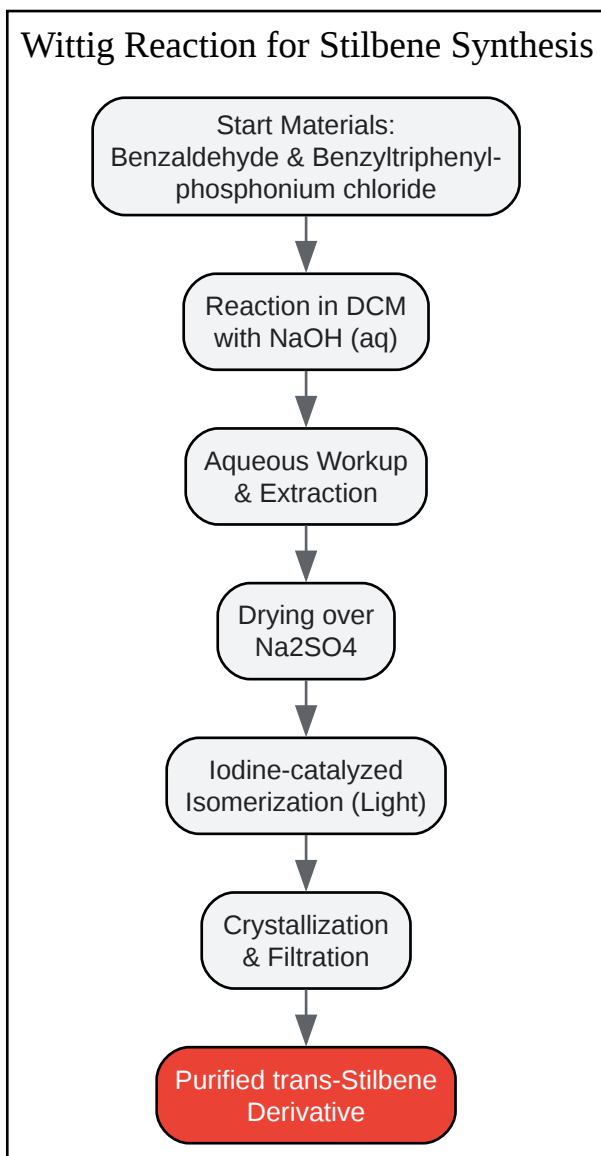 Wittig Reaction for Stilbene Synthesis
Start Materials:
Benzaldehyde & Benzyltriphenyl-
phosphonium chloride
Reaction in DCM
with NaOH (aq)
Aqueous Workup
& Extraction
Drying over
Na2SO4
Iodine-catalyzed
Isomerization (Light)
Crystallization
& Filtration
Purified trans-Stilbene
Derivative